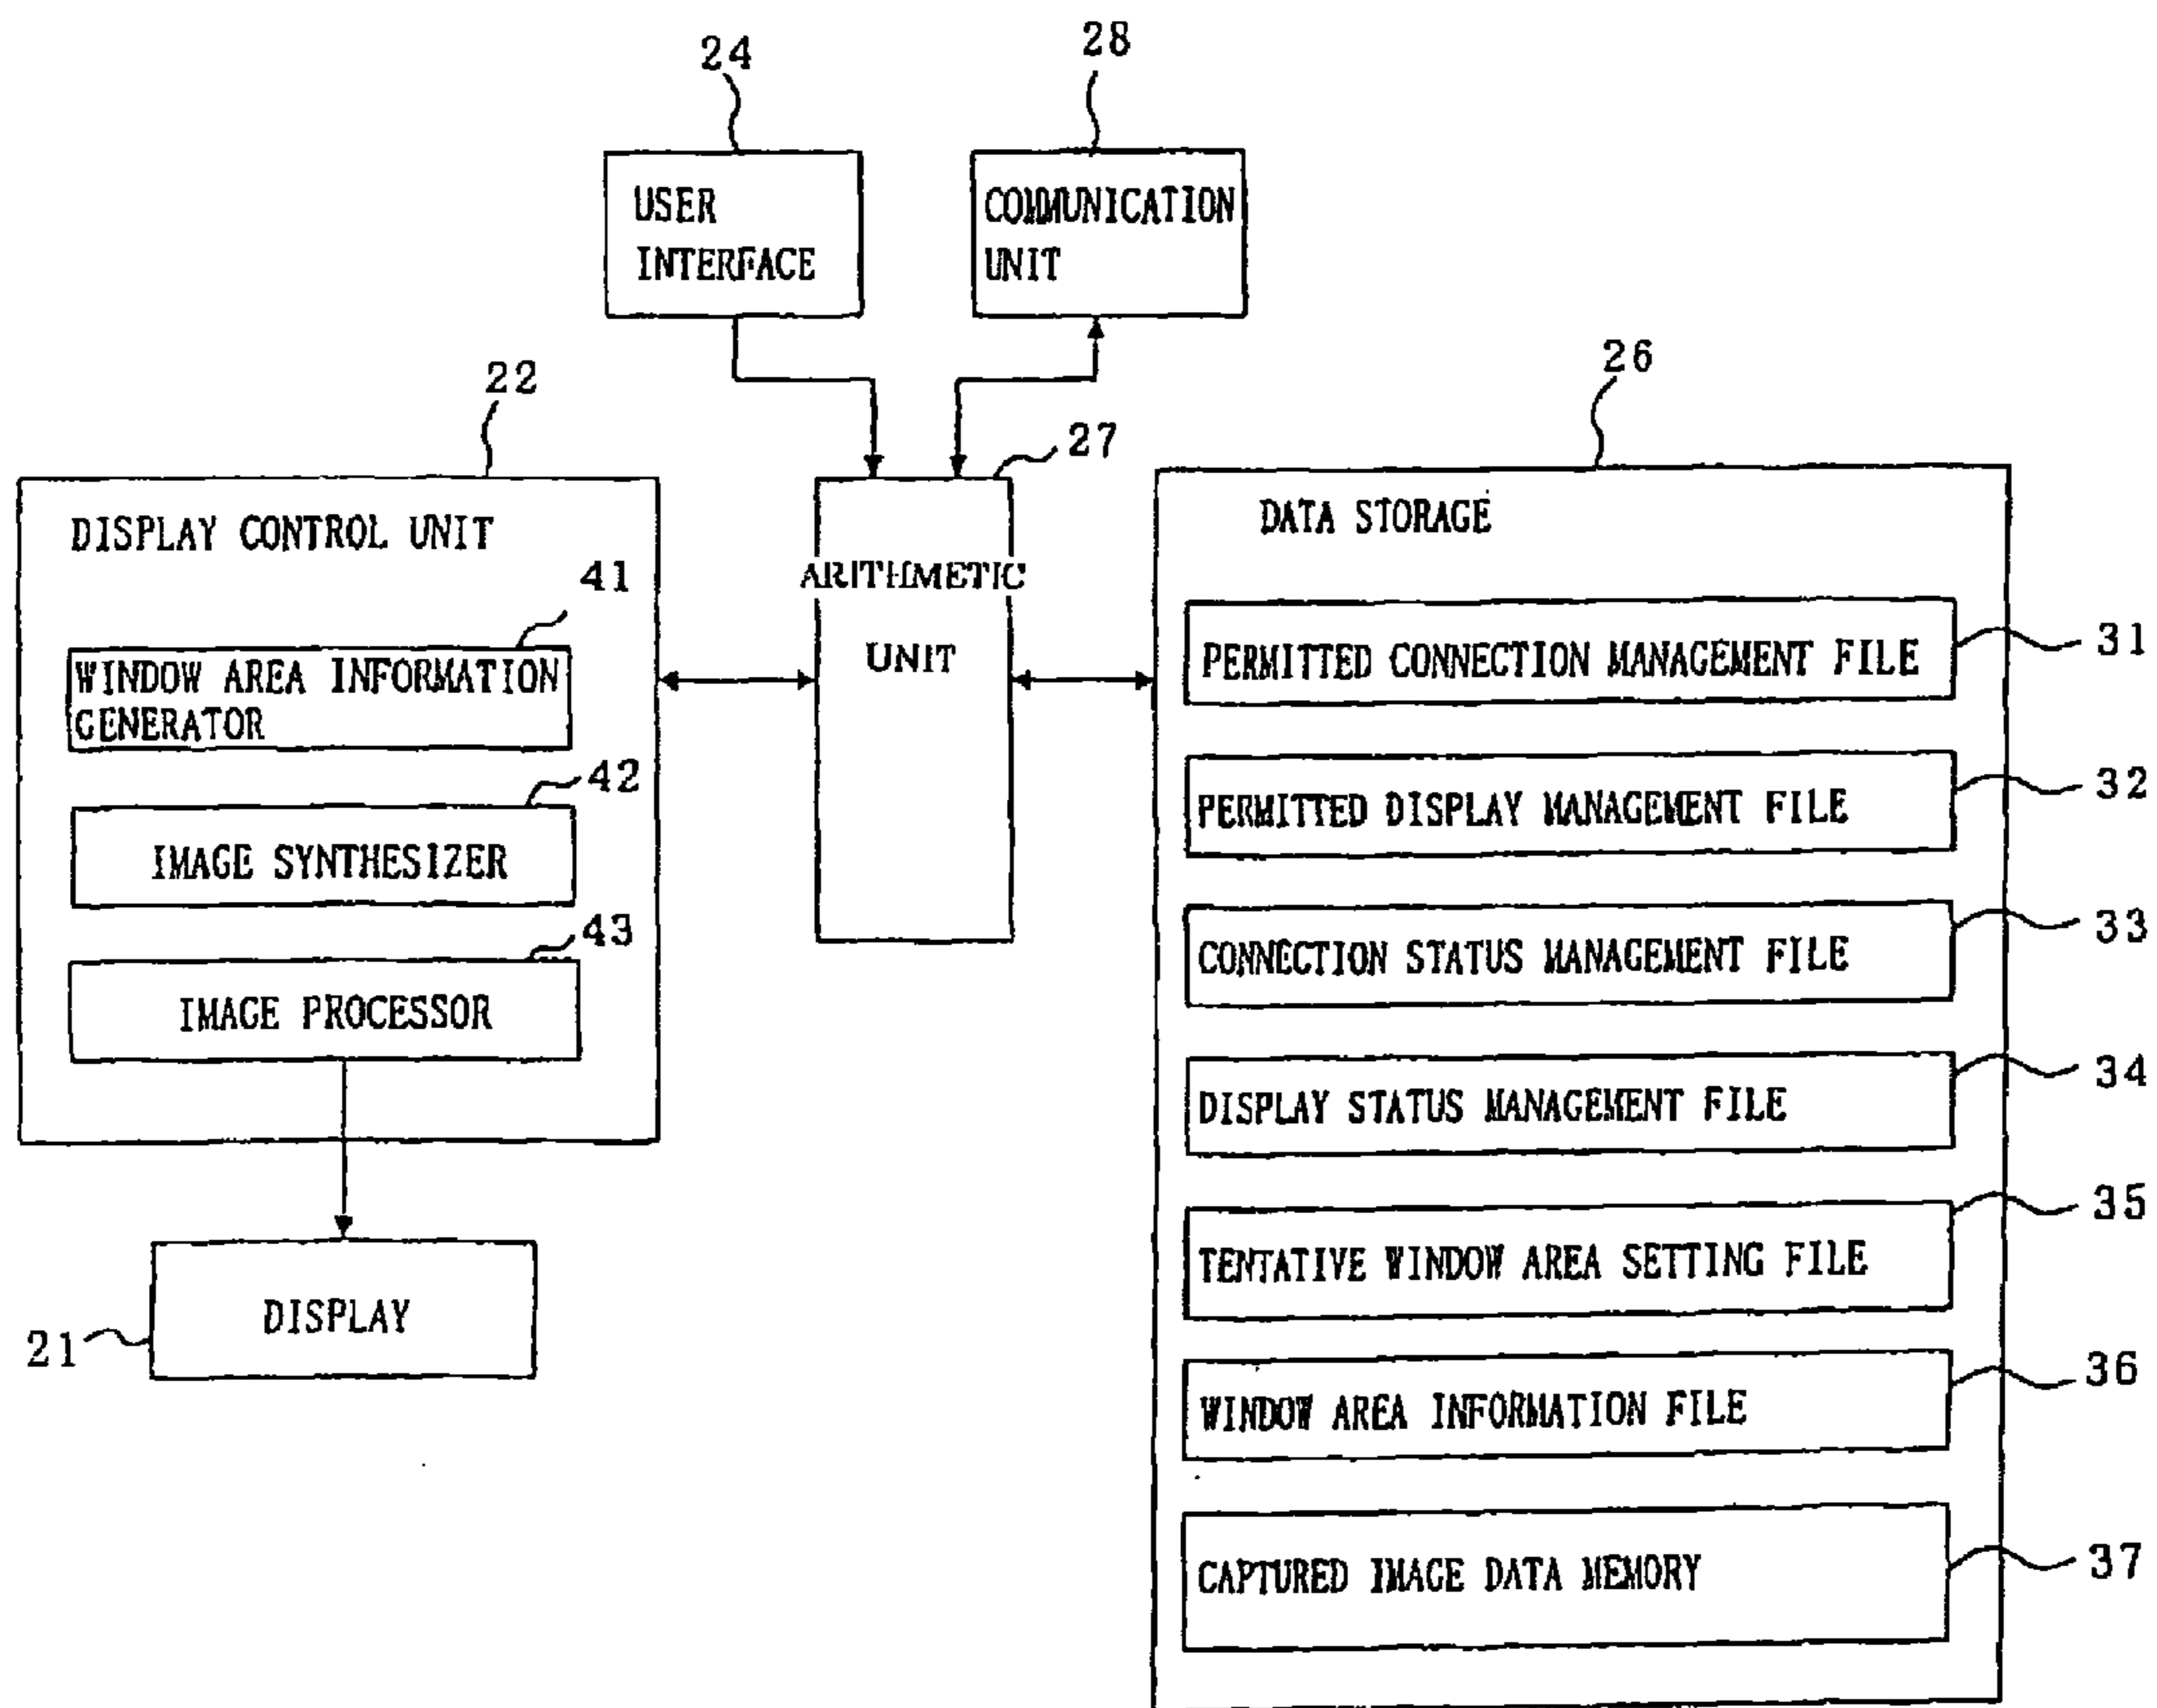 24
28
USER
INTERFACE
COMMUNICATION
UNIT
22
27
26
DISPLAY CONTROL UNIT
41
WINDOW AREA INFORMATION
GENERATOR
42
IMAGE SYNTHESIZER
43
IMAGE PROCESSOR
DISPLAY
21
ARITHMETIC
UNIT
DATA STORAGE
PERMITTED CONNECTION MANAGEMENT FILE
31
PERMITTED DISPLAY MANAGEMENT FILE
32
CONNECTION STATUS MANAGEMENT FILE
33
DISPLAY STATUS MANAGEMENT FILE
34
TENTATIVE WINDOW AREA SETTING FILE
35
WINDOW AREA INFORMATION FILE
36
CAPTURED IMAGE DATA MEMORY
37